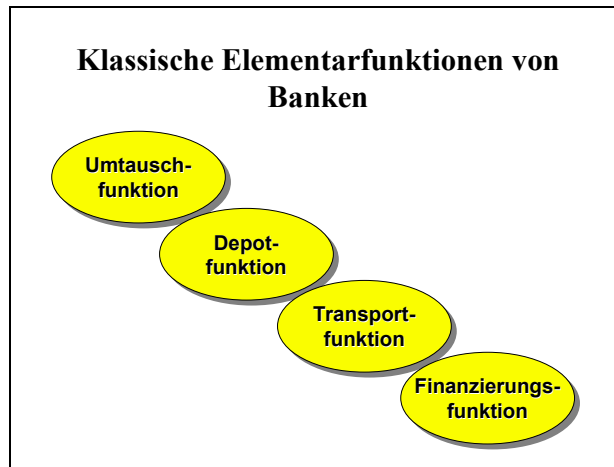 Klassische Elementarfunktionen von
Banken
Umtausch-
funktion
Depot-
funktion
Transport-
funktion
Finanzierungs-
funktion